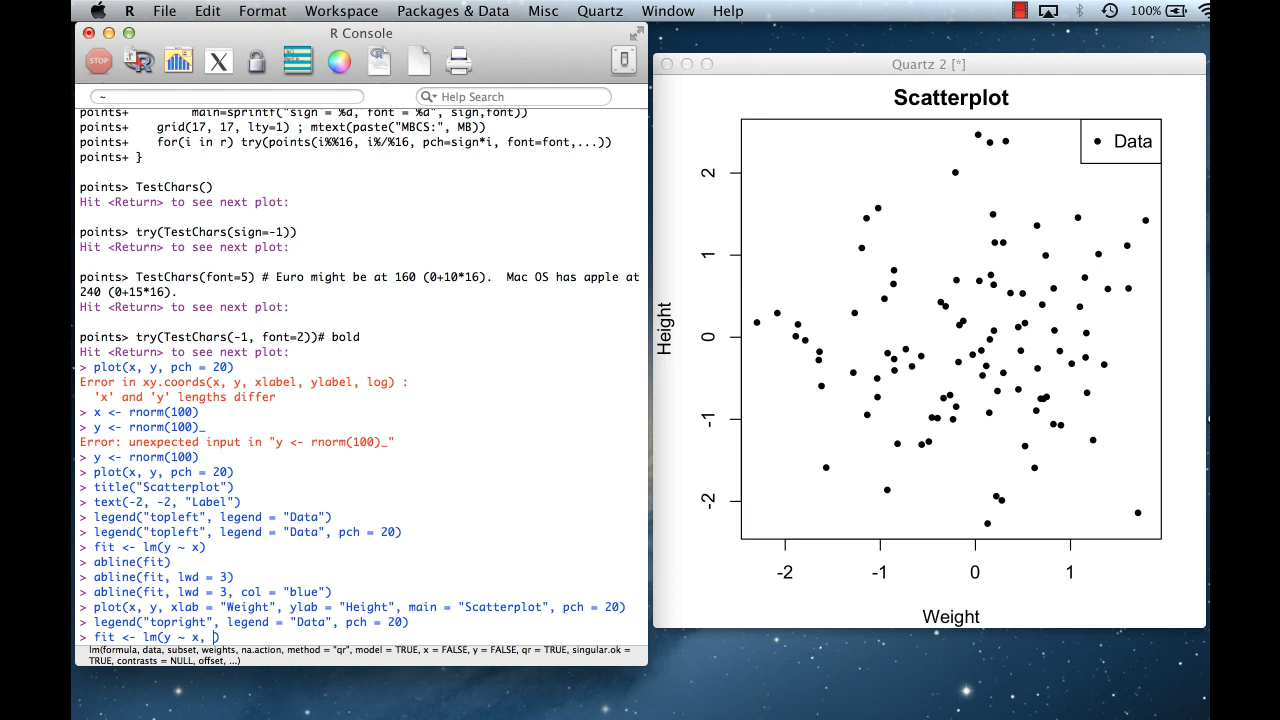 R File Edit Format Workspace Packages & Data Misc Quartz Window Help 100%
R Console
STOP
X
~
Help Search
points+ main=sprintf("sign = %d, font = %d", sign,font))
points+ grid(17, 17, lty=1) ; mtext(paste("MBCS:", MB))
points+ for(i in r) try(points(i%%16, i%/%16, pch=sign*i, font=font,...))
points+ }
points> TestChars()
Hit <Return> to see next plot:
points> try(TestChars(sign=-1))
Hit <Return> to see next plot:
points> TestChars(font=5) # Euro might be at 160 (0+10*16). Mac OS has apple at
240 (0+15*16).
Hit <Return> to see next plot:
points> try(TestChars(-1, font=2))# bold
Hit <Return> to see next plot:
> plot(x, y, pch = 20)
Error in xy.coords(x, y, xlabel, ylabel, log) :
'x' and 'y' lengths differ
> x <- rnorm(100)
> y <- rnorm(100)_
Error: unexpected input in "y <- rnorm(100)_"
> y <- rnorm(100)
> plot(x, y, pch = 20)
> title("Scatterplot")
> text(-2, -2, "Label")
> legend("topleft", legend = "Data")
> legend("topleft", legend = "Data", pch = 20)
> fit <- lm(y ~ x)
> abline(fit)
> abline(fit, lwd = 3)
> abline(fit, lwd = 3, col = "blue")
> plot(x, y, xlab = "Weight", ylab = "Height", main = "Scatterplot", pch = 20)
> legend("topright", legend = "Data", pch = 20)
> fit <- lm(y ~ x, )
lm(formula, data, subset, weights, na.action, method = "qr", model = TRUE, x = FALSE, y = FALSE, qr = TRUE, singular.ok =
TRUE, contrasts = NULL, offset, ...)
Quartz 2 [*]
Scatterplot
Data
Height
2
1
0
-1
-2
-2 -1 0 1
Weight